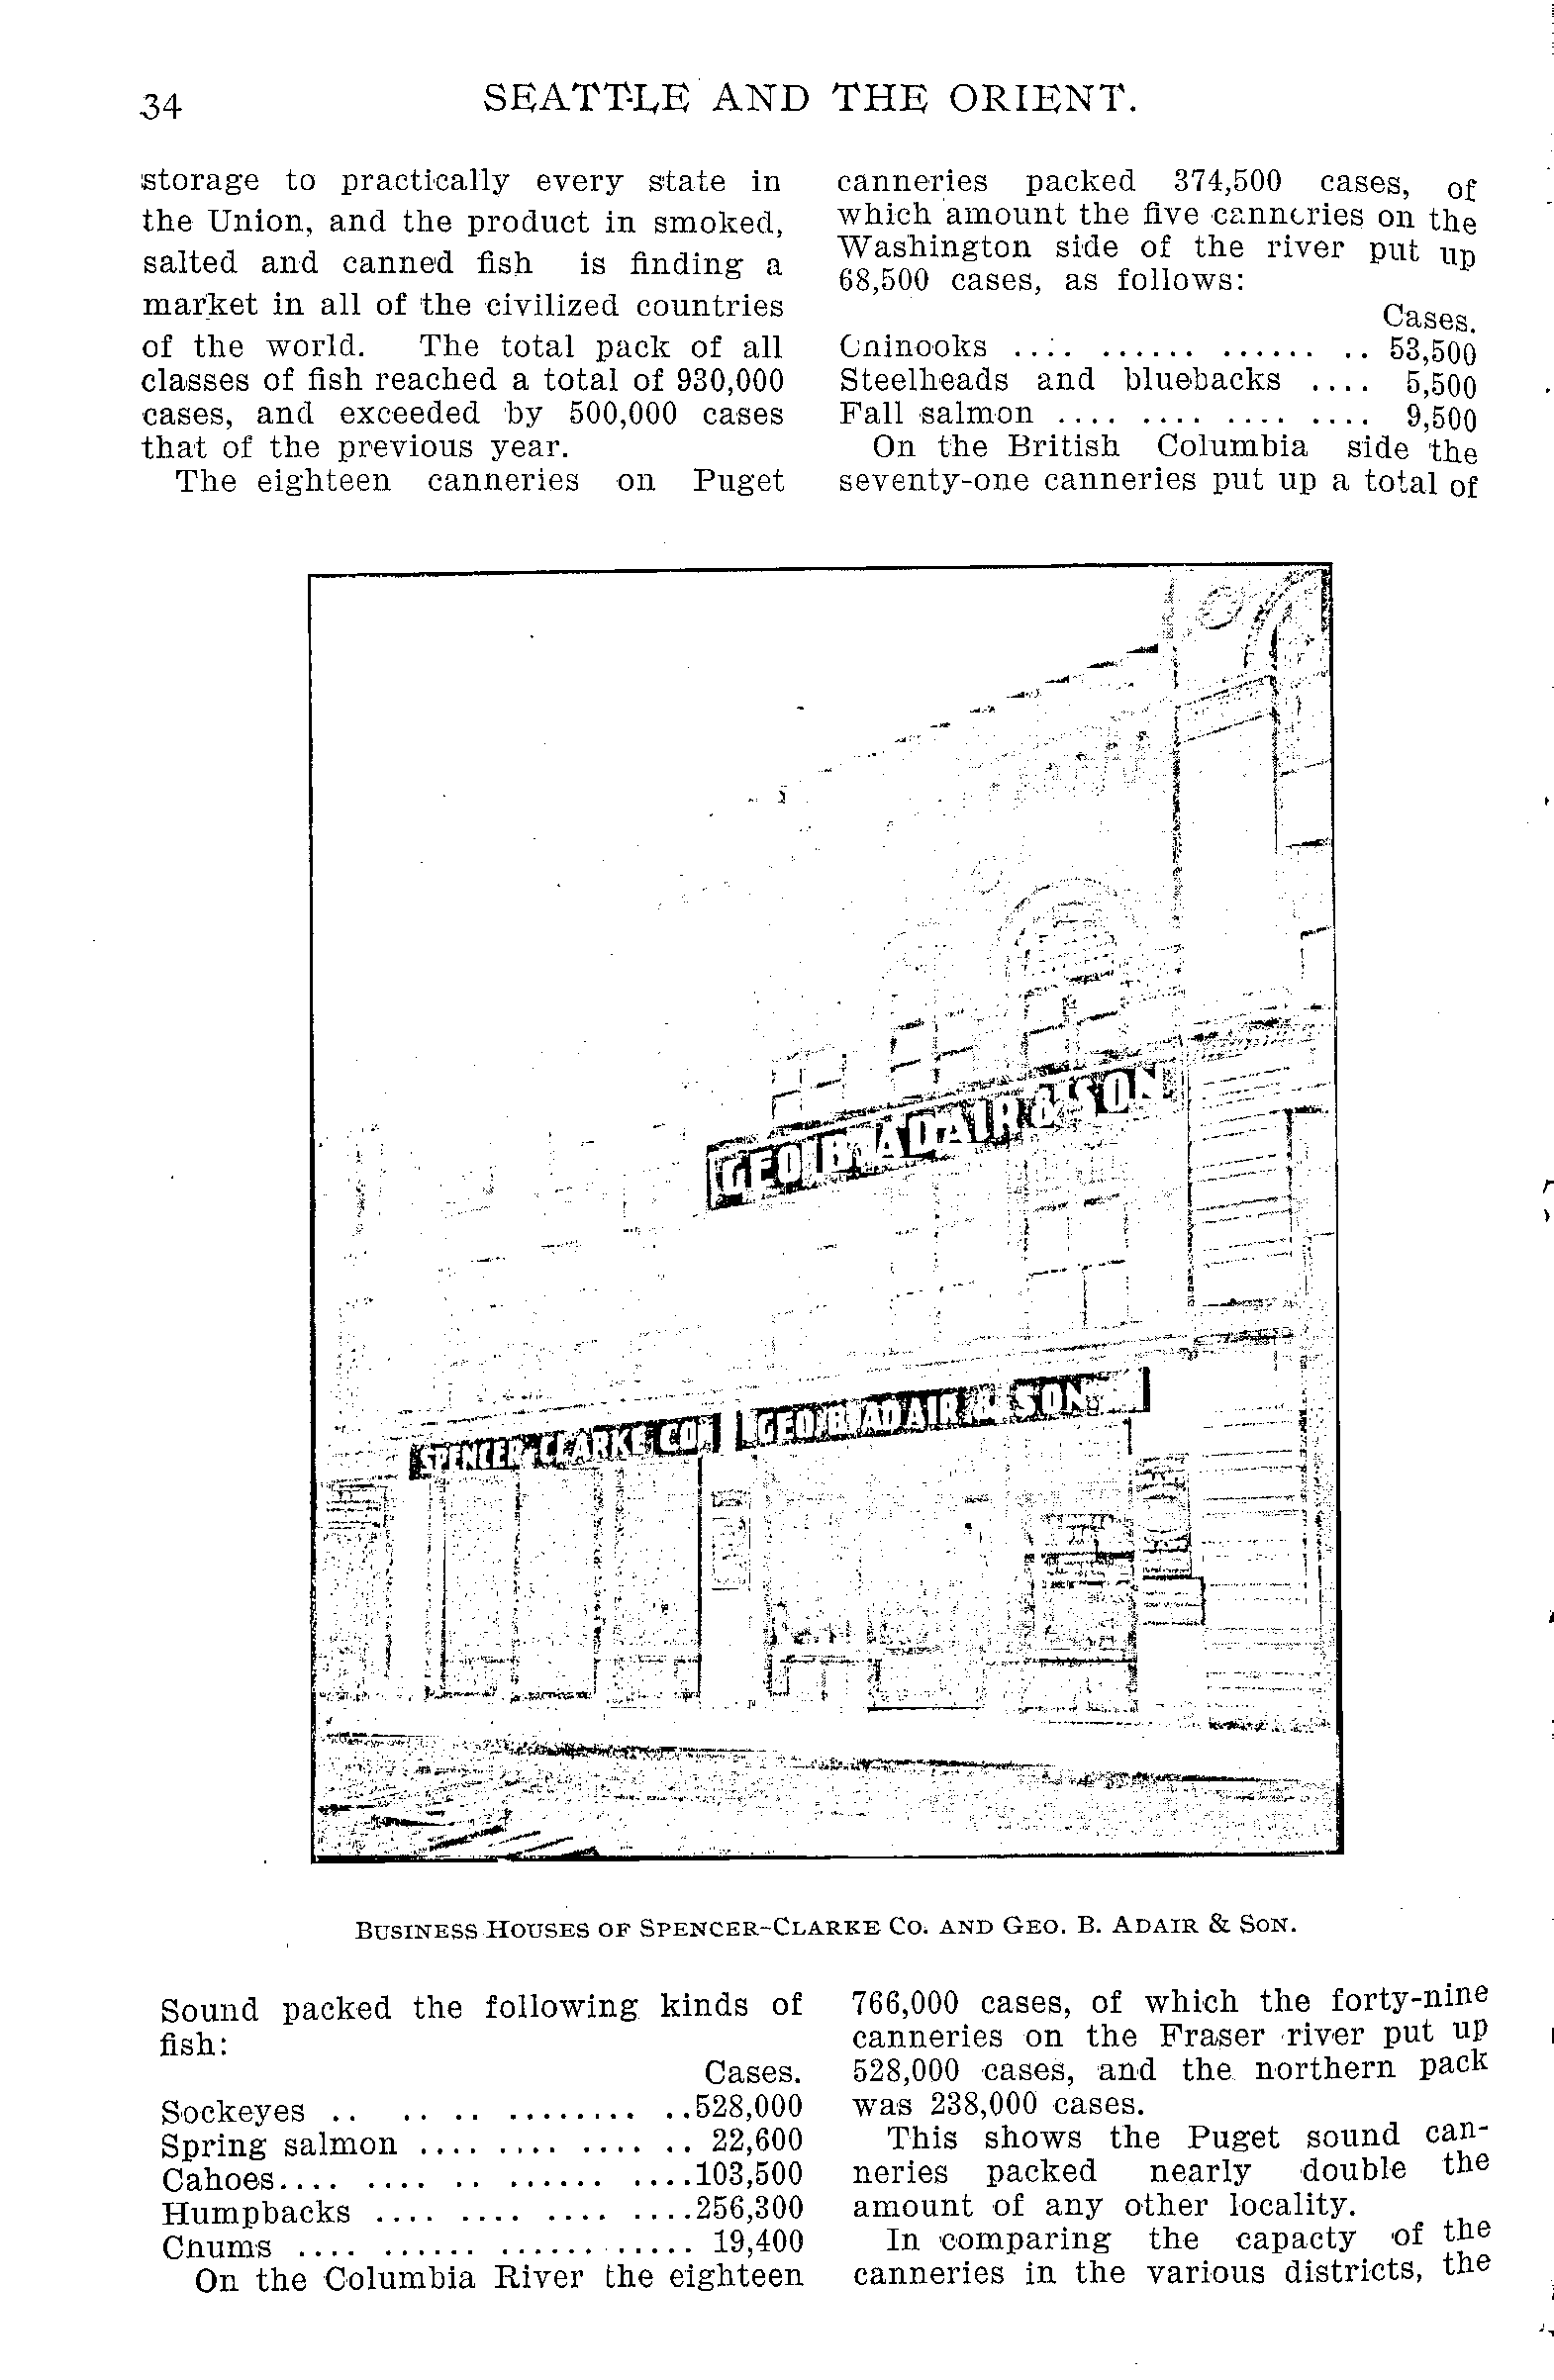 34
SEATTLE AND THE ORIENT.
storage to practically every state in
the Union, and the product in smoked,
salted and canned fish is finding a
market in all of the civilized countries
of the world. The total pack of all
classes of fish reached a total of 930,000
cases, and exceeded by 500,000 cases
that of the previous year.
The eighteen canneries on Puget
canneries packed 374,500 cases, of
which amount the five canneries on the
Washington side of the river put up
68,500 cases, as follows:
Cases.
Chinooks .... ...... ...... .. 53,500
Steelheads and bluebacks .... 5,500
Fall salmon .... .... .... .... 9,500
On the British Columbia side the
seventy-one canneries put up a total of
GEO. B. ADAIR & SON
SPENCER-CLARKE CO.
GEO. B. ADAIR & SON.
BUSINESS HOUSES OF SPENCER-CLARKE CO. AND GEO. B. ADAIR & SON.
Sound packed the following kinds of
fish:
Cases.
Sockeyes .. .. .. ......... ..528,000
Spring salmon .... .... .... .. 22,600
Cahoes.... .... .. ...... ....103,500
Humpbacks .... .... .... ....256,300
Chums .... ...... ...... ..... 19,400
On the Columbia River the eighteen
766,000 cases, of which the forty-nine
canneries on the Fraser river put up
528,000 cases, and the northern pack
was 238,000 cases.
This shows the Puget sound can-
neries packed nearly double the
amount of any other locality.
In comparing the capacty of the
canneries in the various districts, the